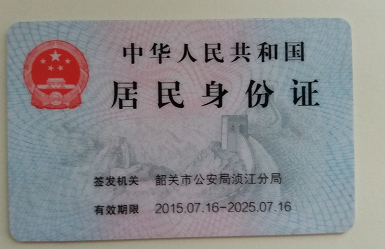 中华人民共和国
居民身份证
签发机关 韶关市公安局浈江分局
有效期限 2015.07.16-2025.07.16